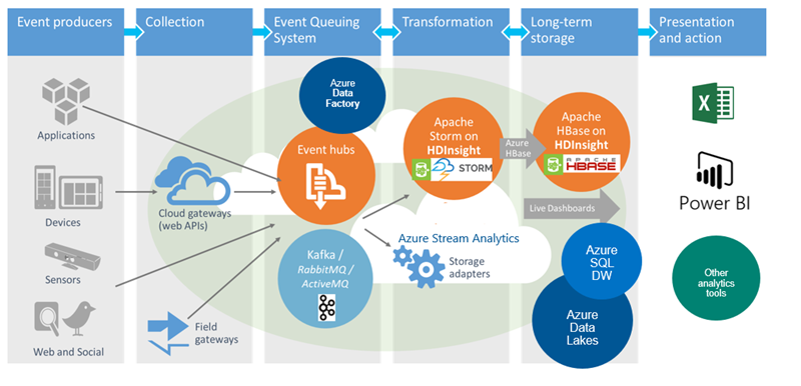 Event producers
Collection
Event Queuing
System
Transformation
Long-term
storage
Presentation
and action
Applications
Devices
Sensors
Web and Social
Cloud gateways
(web APIs)
Field
gateways
Azure
Data
Factory
Event hubs
Kafka /
RabbitMQ /
ActiveMQ
Apache
Storm on
HDInsight
STORM
Azure Stream Analytics
Storage
adapters
Azure
HBase
Apache
HBase on
HDInsight
APACHE
HBASE
Live Dashboards
Azure
SQL
DW
Azure
Data
Lakes
X
Power BI
Other
analytics
tools